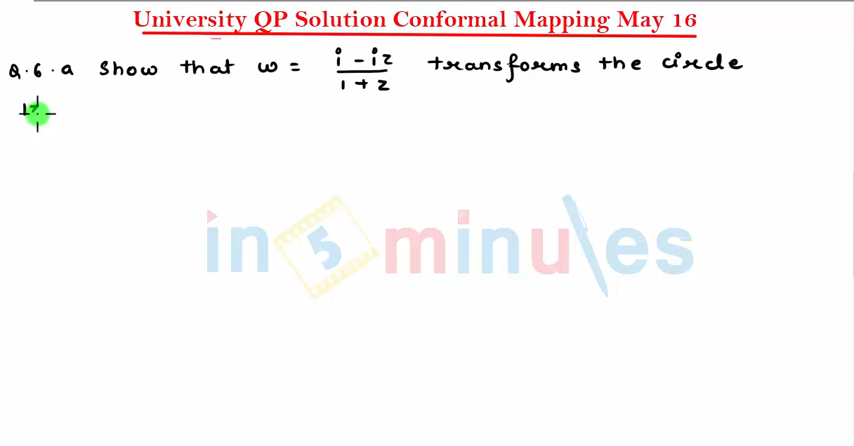 University QP Solution Conformal Mapping May 16
Q.6.a Show that w = (i - iz)/(1 + z) transforms the circle
in 5 minutes